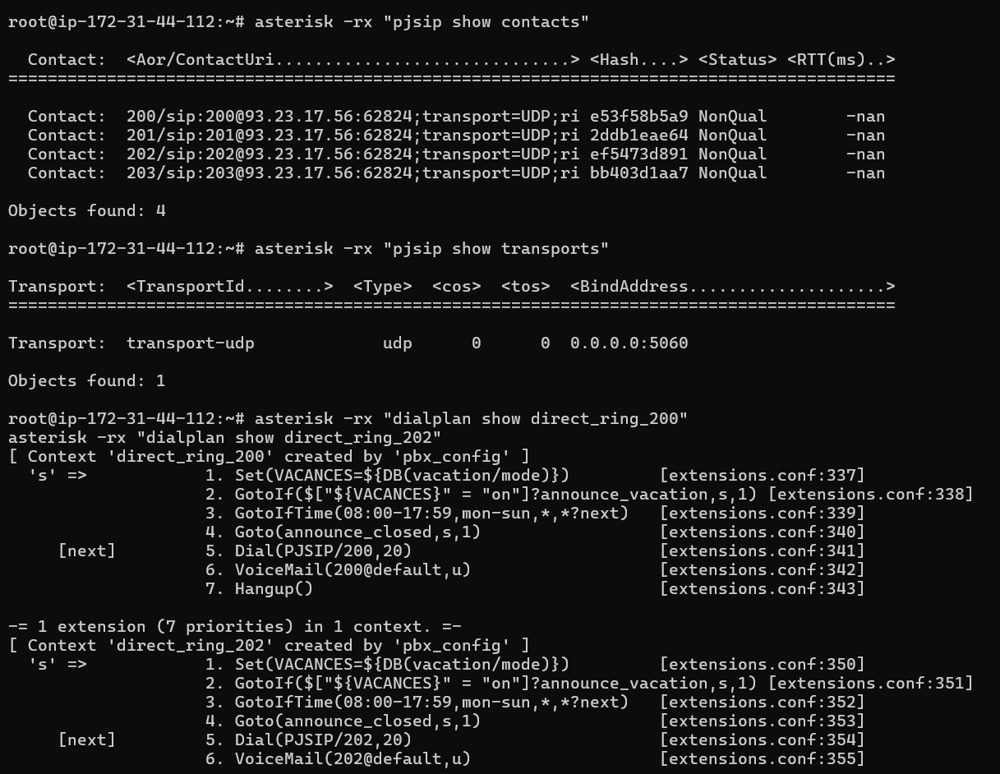 root@ip-172-31-44-112:~# asterisk -rx "pjsip show contacts"

  Contact:  <Aor/ContactUri..............................> <Hash....> <Status> <RTT(ms)..>
==========================================================================================

  Contact:  200/sip:200@93.23.17.56:62824;transport=UDP;ri e53f58b5a9 NonQual        -nan
  Contact:  201/sip:201@93.23.17.56:62824;transport=UDP;ri 2ddb1eae64 NonQual        -nan
  Contact:  202/sip:202@93.23.17.56:62824;transport=UDP;ri ef5473d891 NonQual        -nan
  Contact:  203/sip:203@93.23.17.56:62824;transport=UDP;ri bb403d1aa7 NonQual        -nan

Objects found: 4

root@ip-172-31-44-112:~# asterisk -rx "pjsip show transports"

Transport:  <TransportId........>  <Type>  <cos>  <tos>  <BindAddress....................>
==========================================================================================

Transport:  transport-udp             udp      0      0  0.0.0.0:5060

Objects found: 1

root@ip-172-31-44-112:~# asterisk -rx "dialplan show direct_ring_200"
asterisk -rx "dialplan show direct_ring_202"
[ Context 'direct_ring_200' created by 'pbx_config' ]
  's' =>            1. Set(VACANCES=${DB(vacation/mode)})         [extensions.conf:337]
                    2. GotoIf($["${VACANCES}" = "on"]?announce_vacation,s,1) [extensions.conf:338]
                    3. GotoIfTime(08:00-17:59,mon-sun,*,*?next)   [extensions.conf:339]
                    4. Goto(announce_closed,s,1)                  [extensions.conf:340]
     [next]         5. Dial(PJSIP/200,20)                         [extensions.conf:341]
                    6. VoiceMail(200@default,u)                   [extensions.conf:342]
                    7. Hangup()                                   [extensions.conf:343]

-= 1 extension (7 priorities) in 1 context. =-
[ Context 'direct_ring_202' created by 'pbx_config' ]
  's' =>            1. Set(VACANCES=${DB(vacation/mode)})         [extensions.conf:350]
                    2. GotoIf($["${VACANCES}" = "on"]?announce_vacation,s,1) [extensions.conf:351]
                    3. GotoIfTime(08:00-17:59,mon-sun,*,*?next)   [extensions.conf:352]
                    4. Goto(announce_closed,s,1)                  [extensions.conf:353]
     [next]         5. Dial(PJSIP/202,20)                         [extensions.conf:354]
                    6. VoiceMail(202@default,u)                   [extensions.conf:355]